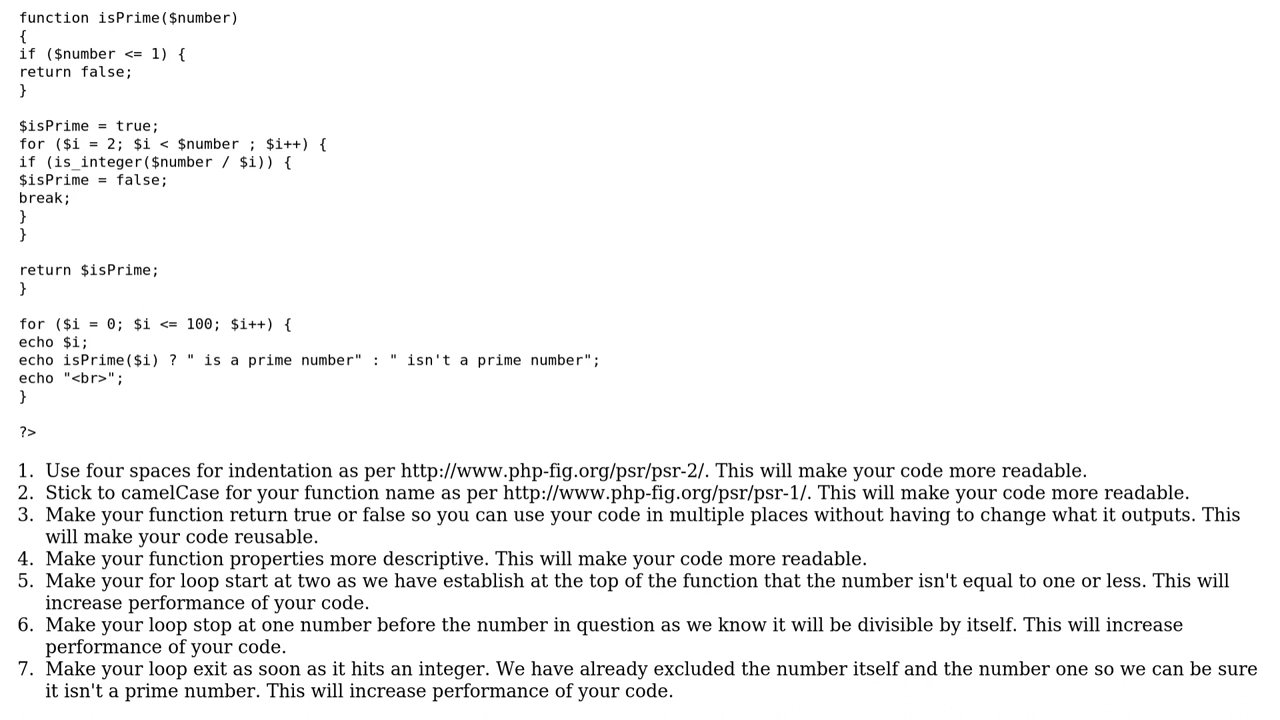 function isPrime($number)
{
if ($number <= 1) {
return false;
}
$isPrime = true;
for ($i = 2; $i < $number ; $i++) {
if (is_integer($number / $i)) {
$isPrime = false;
break;
}
}
return $isPrime;
}
for ($i = 0; $i <= 100; $i++) {
echo $i;
echo isPrime($i) ? " is a prime number" : " isn't a prime number";
echo "<br>";
}
?>
1. Use four spaces for indentation as per http://www.php-fig.org/psr/psr-2/. This will make your code more readable.
2. Stick to camelCase for your function name as per http://www.php-fig.org/psr/psr-1/. This will make your code more readable.
3. Make your function return true or false so you can use your code in multiple places without having to change what it outputs. This
will make your code reusable.
4. Make your function properties more descriptive. This will make your code more readable.
5. Make your for loop start at two as we have establish at the top of the function that the number isn't equal to one or less. This will
increase performance of your code.
6. Make your loop stop at one number before the number in question as we know it will be divisible by itself. This will increase
performance of your code.
7. Make your loop exit as soon as it hits an integer. We have already excluded the number itself and the number one so we can be sure
it isn't a prime number. This will increase performance of your code.